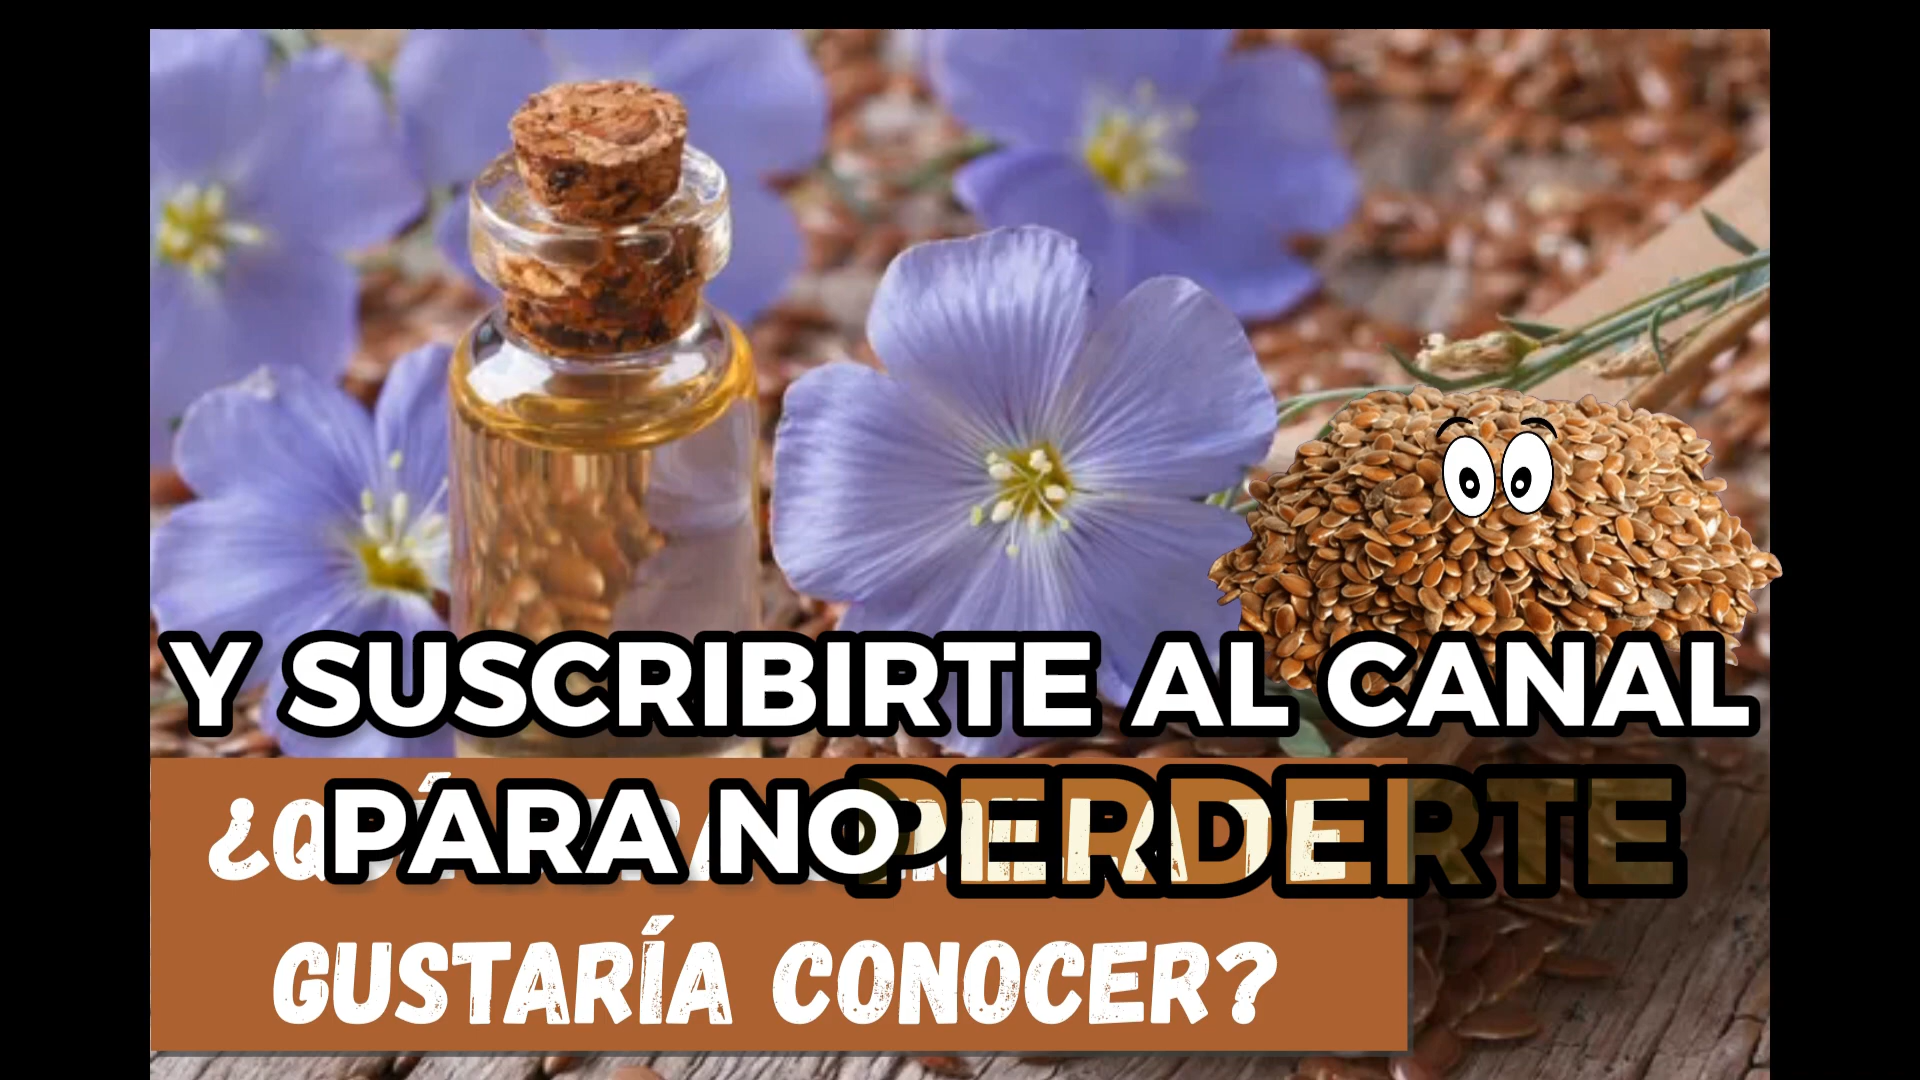 Y SUSCRIBIRTE AL CANAL
PARA NO PERDERTE
GUSTARÍA CONOCER?